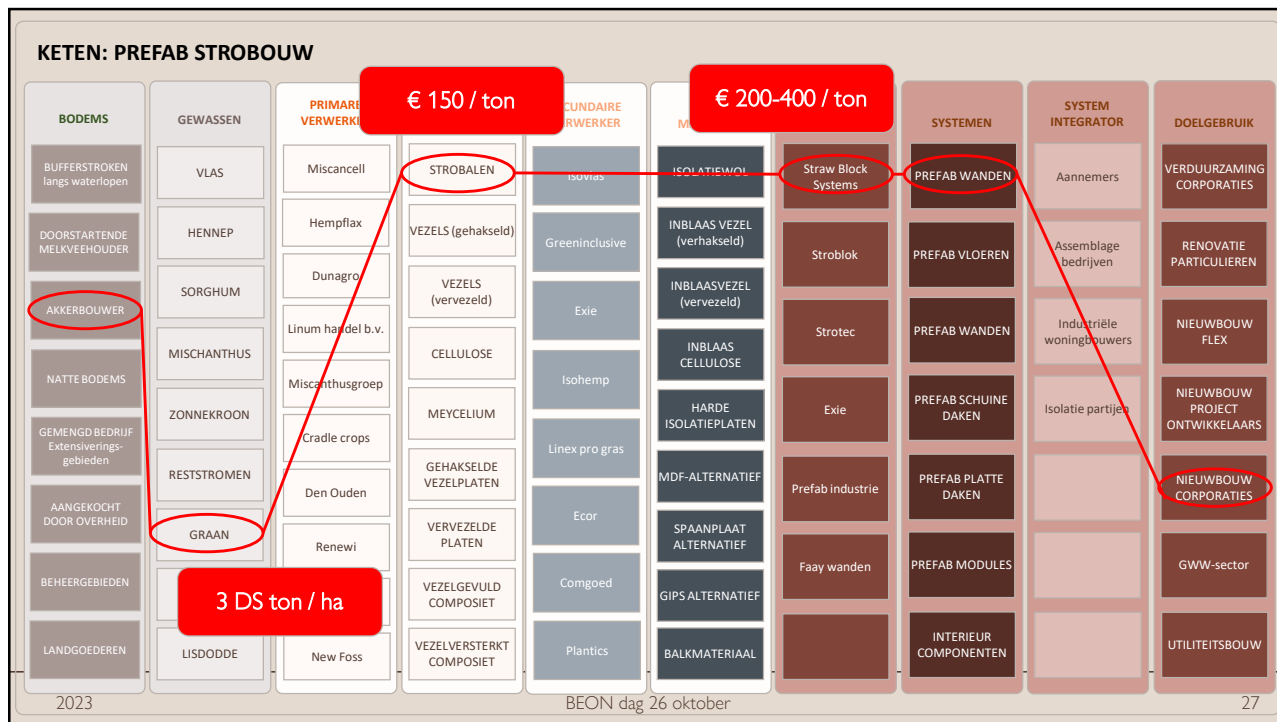 KETEN: PREFAB STROBOUW
€ 150 / ton
€ 200-400 / ton
3 DS ton / ha
BODEMS
BUFFERSTROKEN
langs waterlopen
DOORSTARTENDE
MELKVEEHOUDER
AKKERBOUWER
NATTE BODEMS
GEMENGD BEDRIJF
Extensiverings-
gebieden
AANGEKOCHT
DOOR OVERHEID
BEHEERGEBIEDEN
LANDGOEDEREN
GEWASSEN
VLAS
HENNEP
SORGHUM
MISCHANTHUS
ZONNEKROON
RESTSTROMEN
GRAAN
LISDODDE
PRIMARE
VERWERKE
Miscancell
Hempflax
Dunagro
Linum handel b.v.
Miscanthusgroep
Cradle crops
Den Ouden
Renewi
New Foss
STROBALEN
VEZELS (gehakseld)
VEZELS
(vervezeld)
CELLULOSE
MEYCELIUM
GEHAKSELDE
VEZELPLATEN
VERVEZELDE
PLATEN
VEZELGEVULD
COMPOSIET
VEZELVERSTERKT
COMPOSIET
CUNDAIRE
RWERKER
Isovlas
Greeninclusive
Exie
Isohemp
Linex pro gras
Ecor
Comgoed
Plantics
M
ISOLATIEWOL
INBLAAS VEZEL
(verhakseld)
INBLAASVEZEL
(vervezeld)
INBLAAS
CELLULOSE
HARDE
ISOLATIEPLATEN
MDF-ALTERNATIEF
SPAANPLAAT
ALTERNATIEF
GIPS ALTERNATIEF
BALKMATERIAAL
Straw Block
Systems
Stroblok
Strotec
Exie
Prefab industrie
Faay wanden
SYSTEMEN
PREFAB WANDEN
PREFAB VLOEREN
PREFAB WANDEN
PREFAB SCHUINE
DAKEN
PREFAB PLATTE
DAKEN
PREFAB MODULES
INTERIEUR
COMPONENTEN
SYSTEM
INTEGRATOR
Aannemers
Assemblage
bedrijven
Industriële
woningbouwers
Isolatie partijen
DOELGEBRUIK
VERDUURZAMING
CORPORATIES
RENOVATIE
PARTICULIEREN
NIEUWBOUW
FLEX
NIEUWBOUW
PROJECT
ONTWIKKELAARS
NIEUWBOUW
CORPORATIES
GWW-sector
UTILITEITSBOUW
2023
BEON dag 26 oktober
27